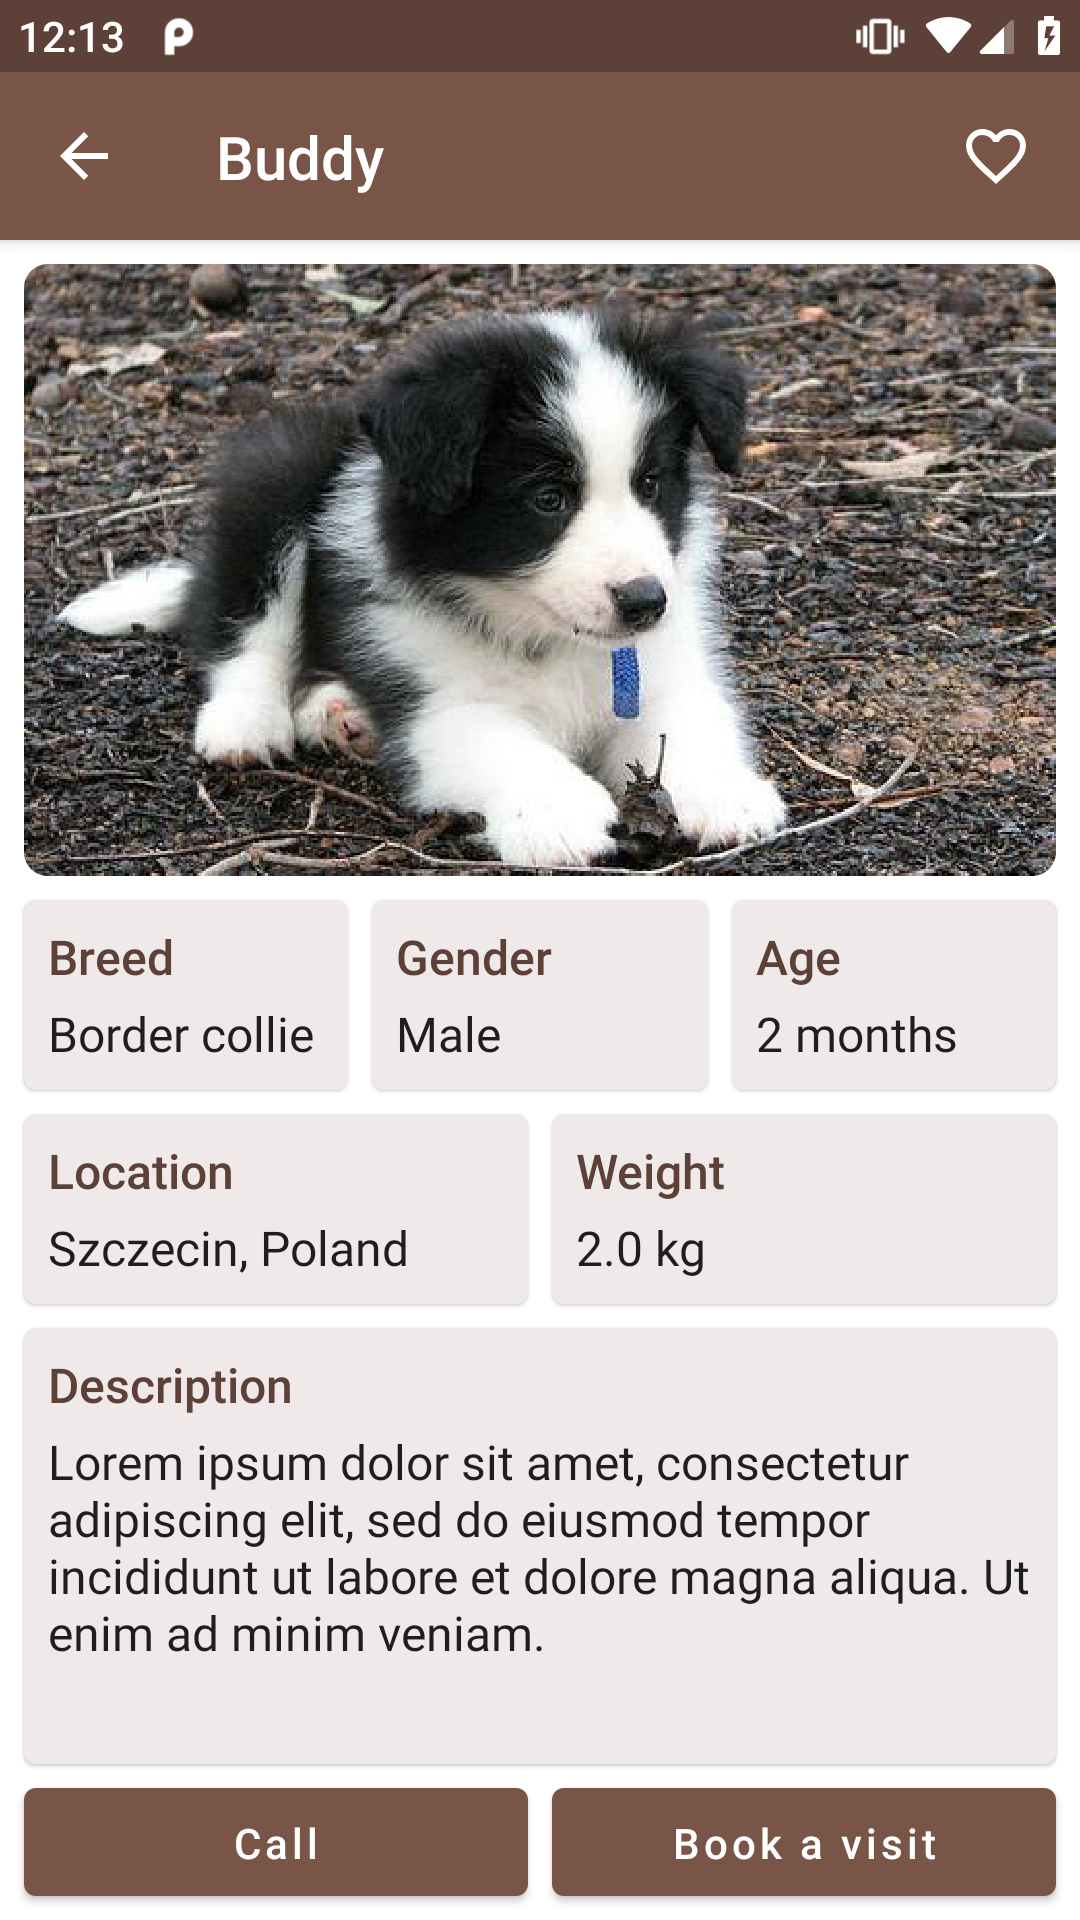 12:13
Buddy
Breed
Border collie
Gender
Male
Age
2 months
Location
Szczecin, Poland
Weight
2.0 kg
Description
Lorem ipsum dolor sit amet, consectetur
adipiscing elit, sed do eiusmod tempor
incididunt ut labore et dolore magna aliqua. Ut
enim ad minim veniam.
Call
Book a visit